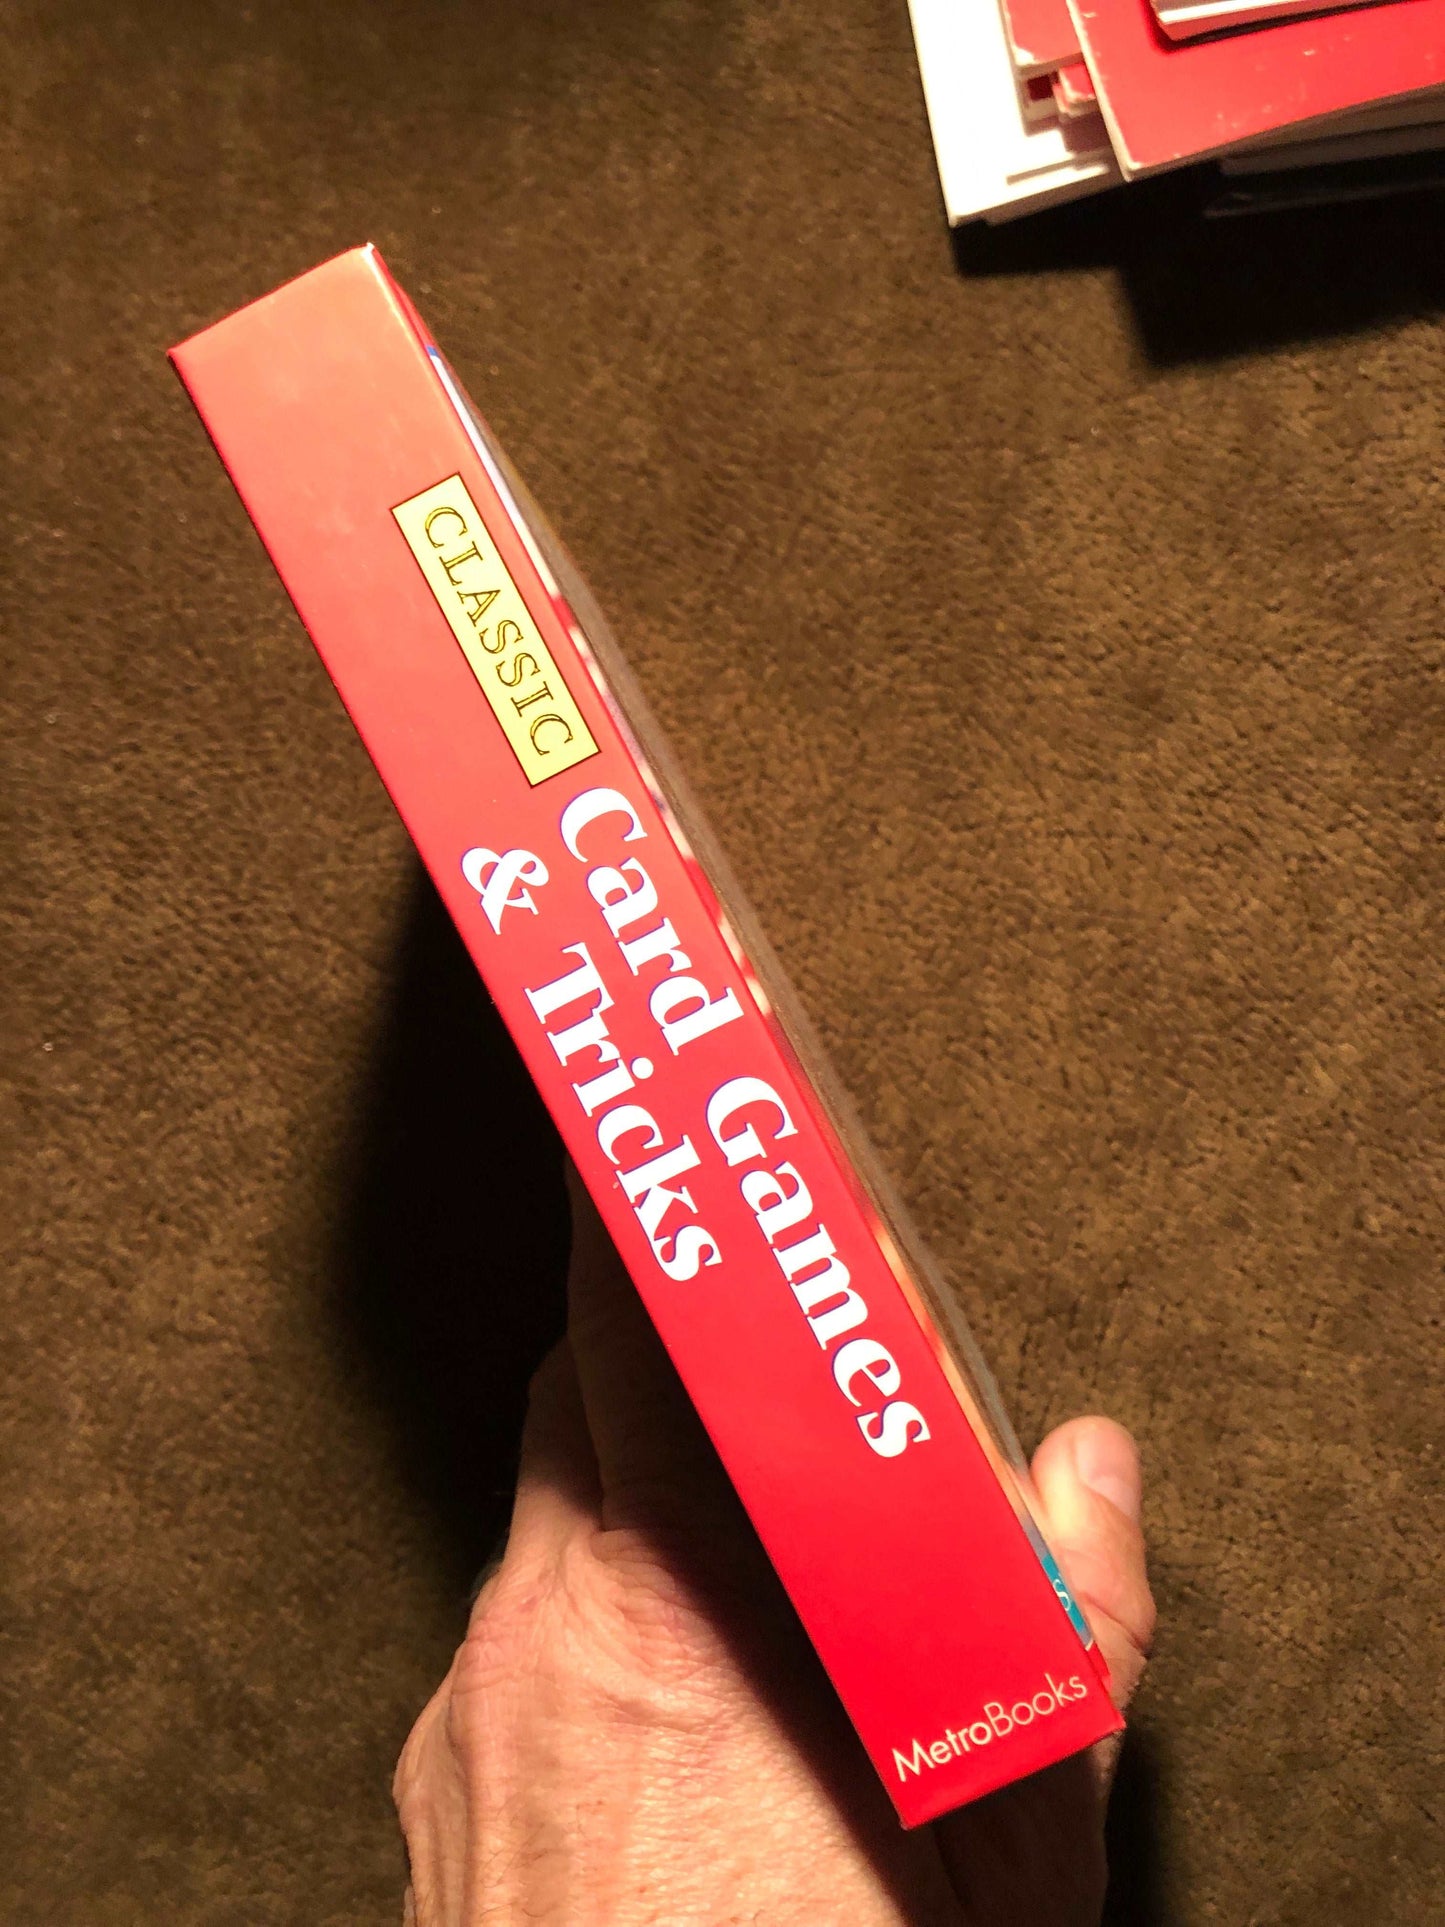 CLASSIC
Card Games
& Tricks
MetroBooks
S